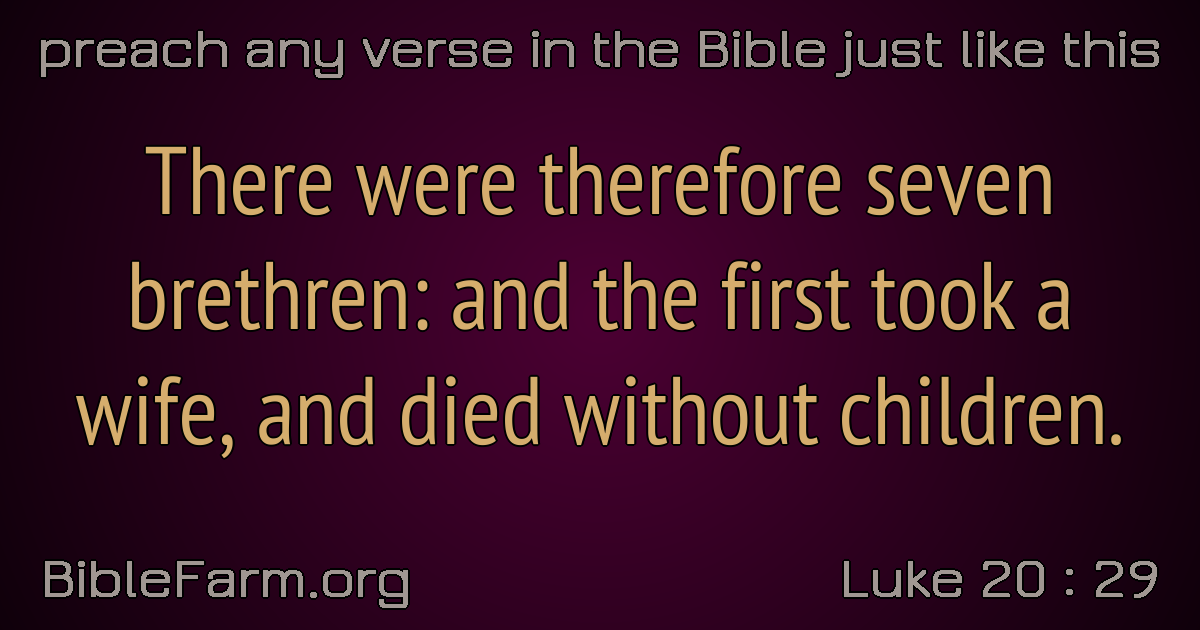 preach any verse in the Bible just like this
There were therefore seven
brethren: and the first took a
wife, and died without children.
BibleFarm.org
Luke 20 : 29